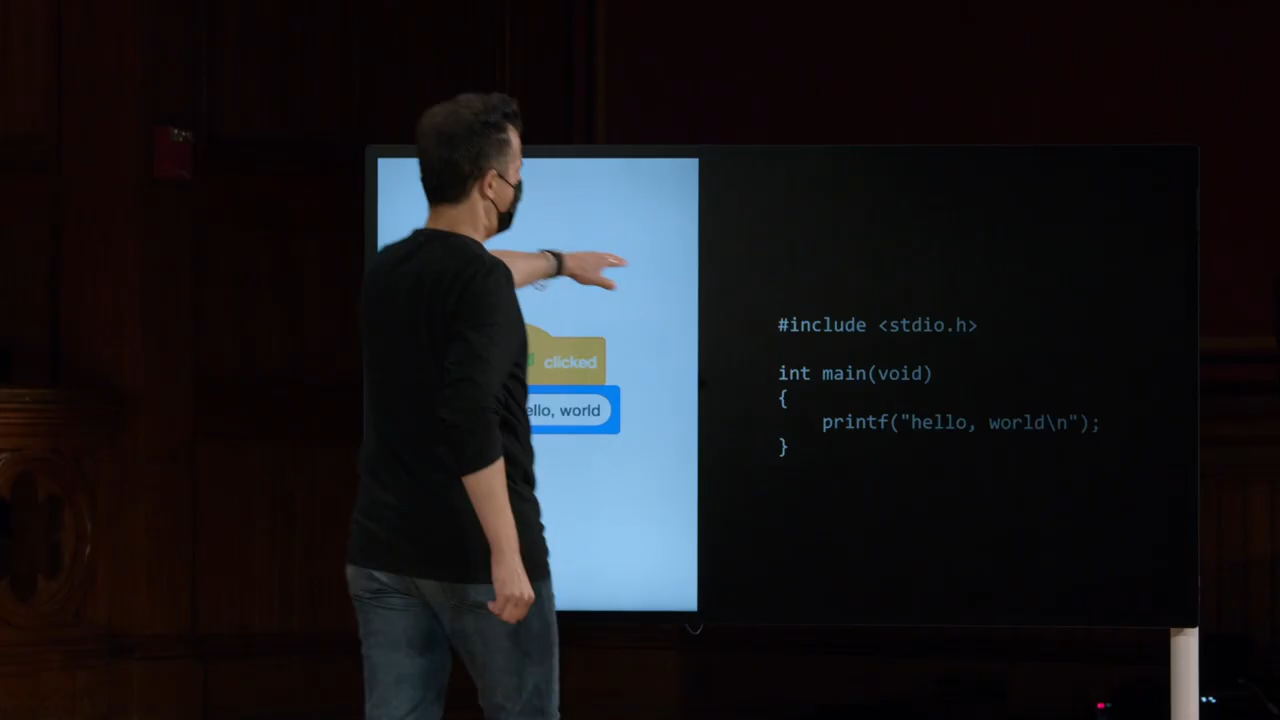 clicked
ello, world
#include <stdio.h>
int main(void)
{
    printf("hello, world\n");
}